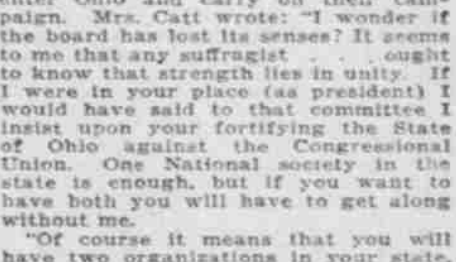 enter Ohio and carry on their cam-
paign. Mrs. Catt wrote: "I wonder if
the board has lost its senses? It seems
to me that any suffragist . . . ought
to know that strength lies in unity. If
I were in your place (as president) I
would have said to that committee I
insist upon your fortifying the State
of Ohio against the Congressional
Union. One National society in the
state is enough, but if you want to
have both you will have to get along
without me.
"Of course it means that you will
have two organizations in your state.